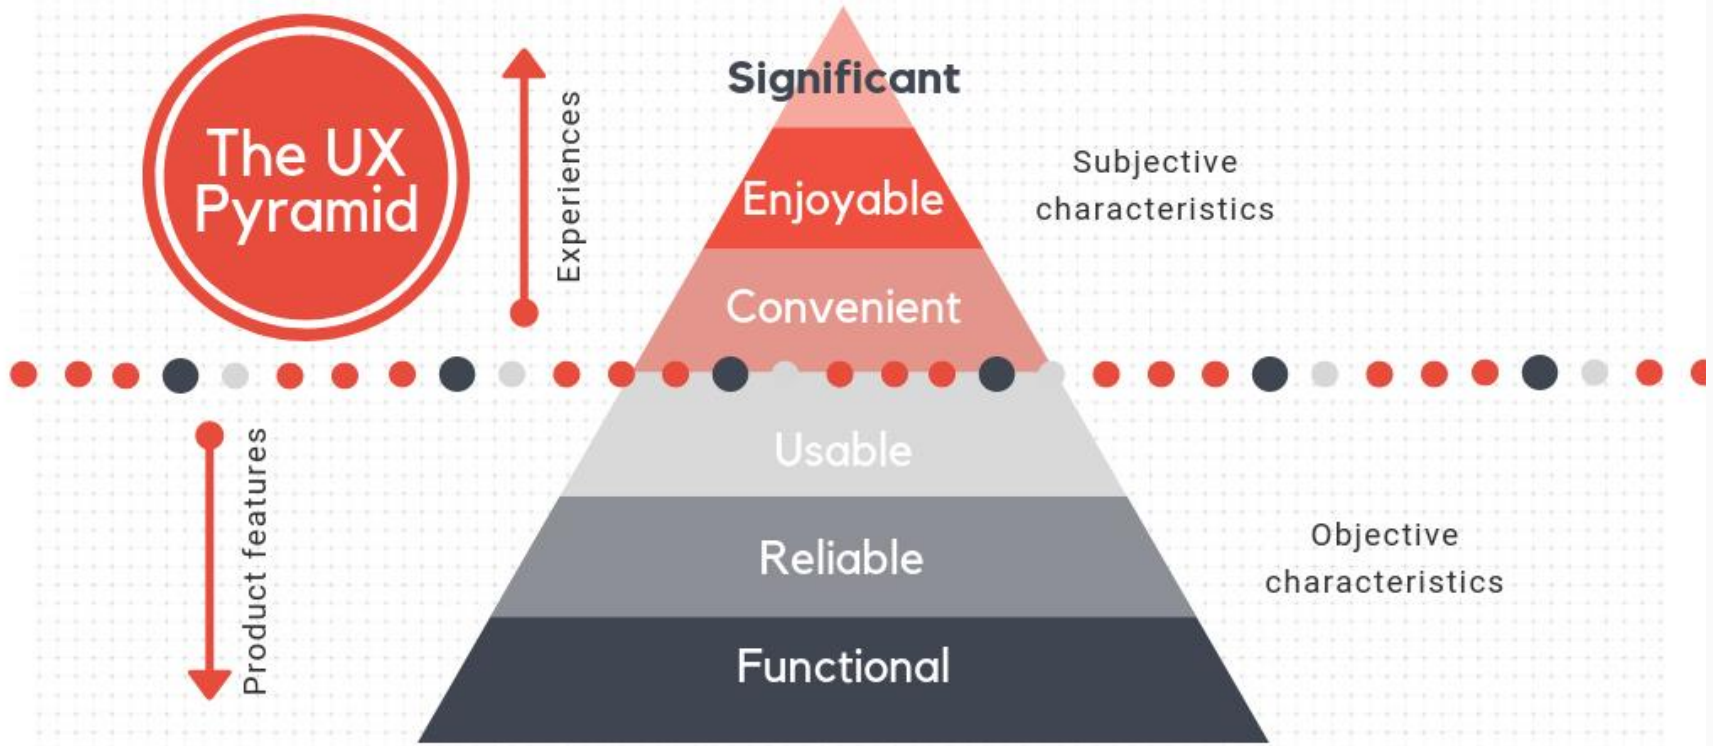 The UX
Pyramid
Experiences
Significant
Enjoyable
Convenient
Subjective
characteristics
Product features
Usable
Reliable
Functional
Objective
characteristics